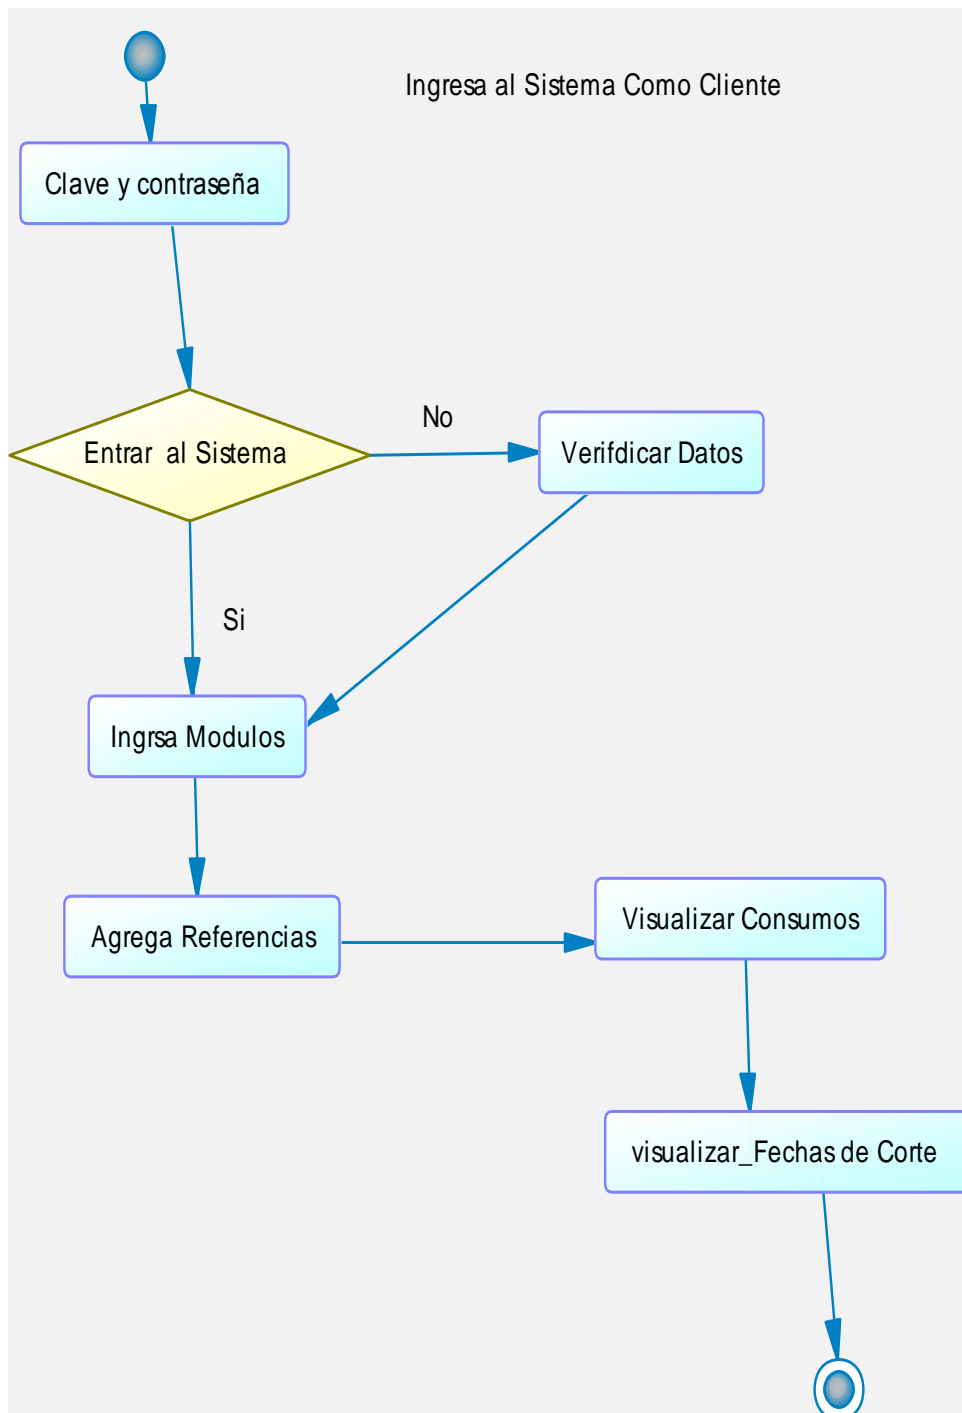 Ingresa al Sistema Como Cliente
Clave y contraseña
Entrar al Sistema
No
Verifdicar Datos
Si
Ingrsa Modulos
Agrega Referencias
Visualizar Consumos
visualizar_Fechas de Corte